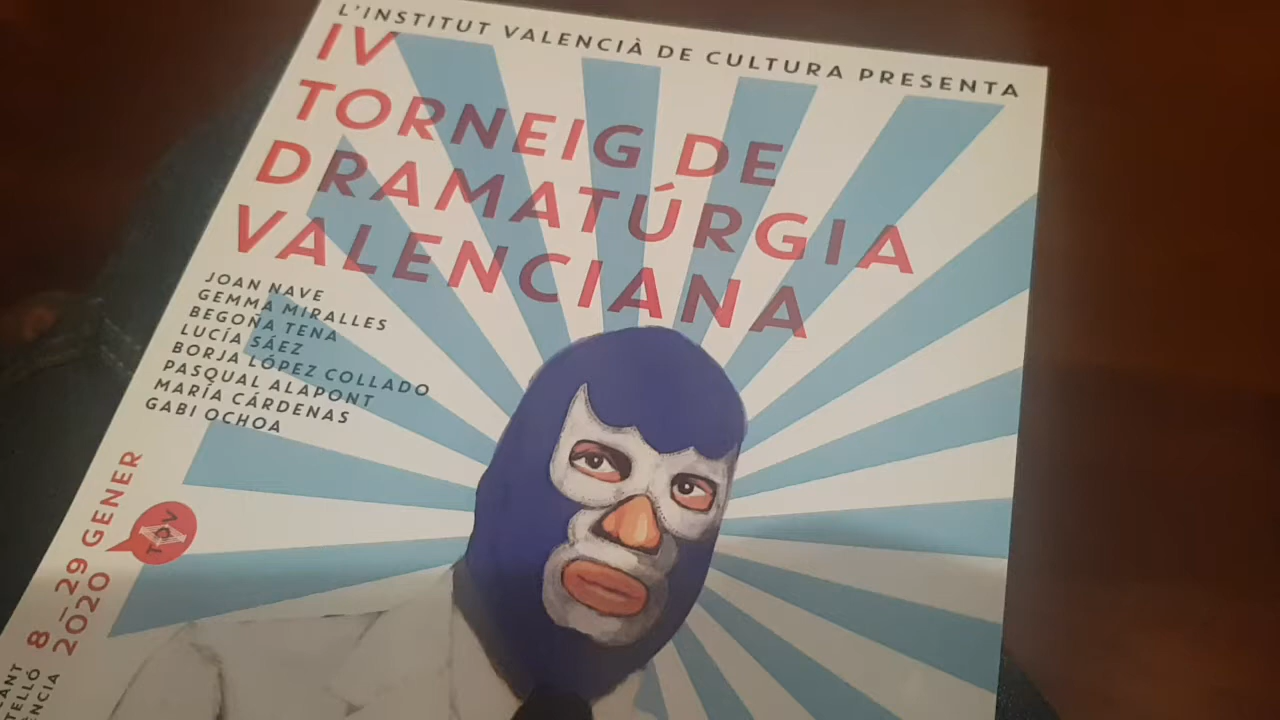 L'INSTITUT VALENCIÀ DE CULTURA PRESENTA
IV
TORNEIG DE
DRAMATÚRGIA
VALENCIANA
JOAN NAVE
GEMMA MIRALLES
BEGOÑA TENA
LUCÍA SÁEZ
BORJA LÓPEZ COLLADO
PASQUAL ALAPONT
MARÍA CÁRDENAS
GABI OCHOA
8–29 GENER
2020
TDV